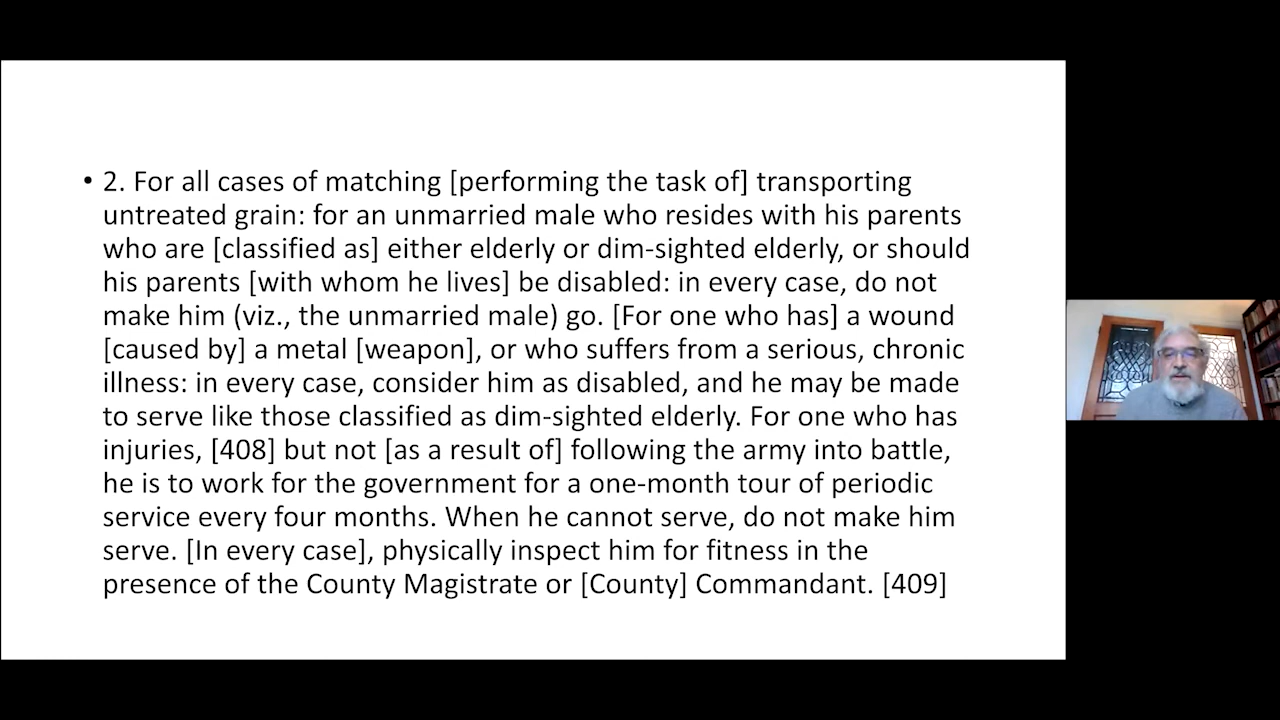 • 2. For all cases of matching [performing the task of] transporting
untreated grain: for an unmarried male who resides with his parents
who are [classified as] either elderly or dim-sighted elderly, or should
his parents [with whom he lives] be disabled: in every case, do not
make him (viz., the unmarried male) go. [For one who has] a wound
[caused by] a metal [weapon], or who suffers from a serious, chronic
illness: in every case, consider him as disabled, and he may be made
to serve like those classified as dim-sighted elderly. For one who has
injuries, [408] but not [as a result of] following the army into battle,
he is to work for the government for a one-month tour of periodic
service every four months. When he cannot serve, do not make him
serve. [In every case], physically inspect him for fitness in the
presence of the County Magistrate or [County] Commandant. [409]